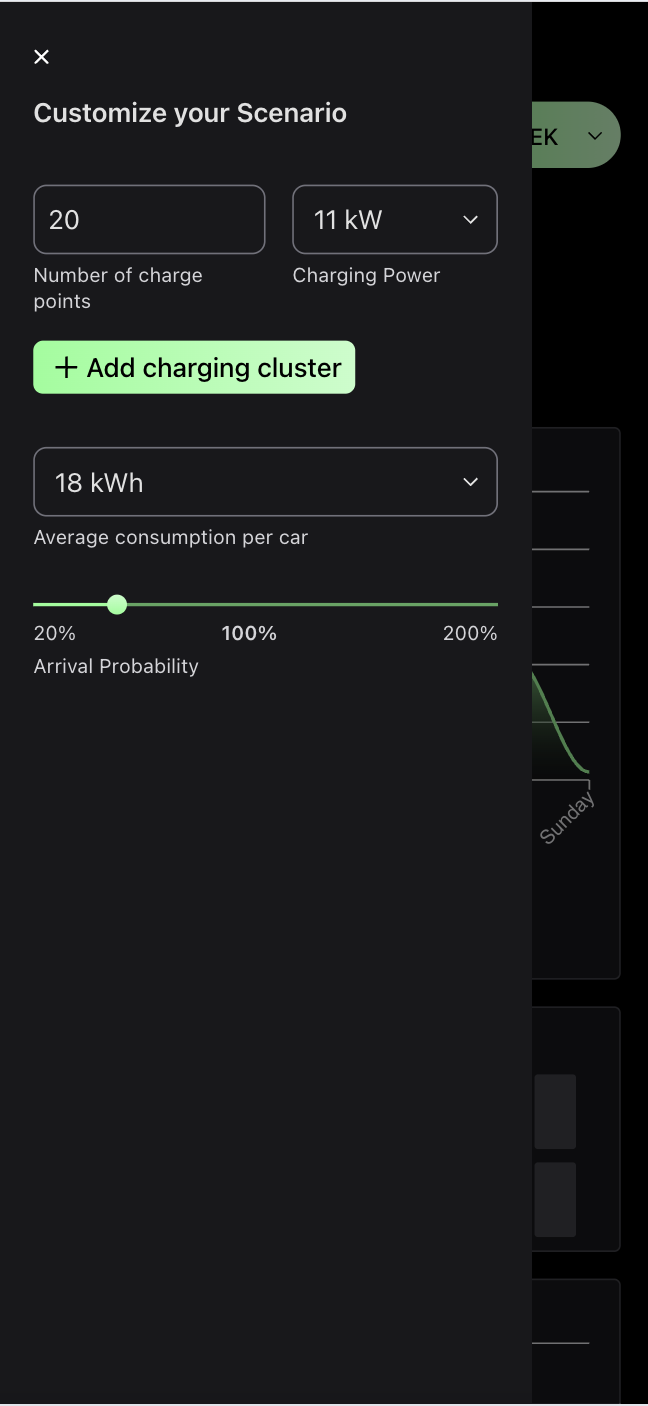 Customize your Scenario
EK
20
11 kW
Number of charge
points
Charging Power
+ Add charging cluster
18 kWh
Average consumption per car
20%
100%
200%
Arrival Probability
Sunday